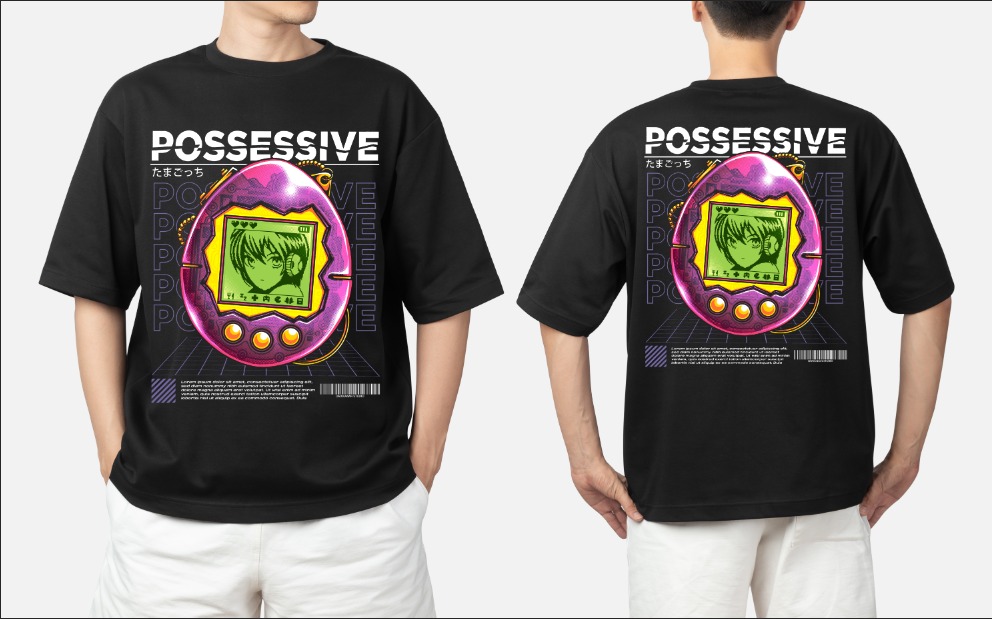 POSSESSIVE
たまごっち
POSSESSIVE
POSSESSIVE
POSSESSIVE
POSSESSIVE
POSSESSIVE
Lorem ipsum dolor sit amet, consectetuer adipiscing elit,
sed diam nonummy nibh euismod tincidunt ut laoreet
dolore magna aliquam erat volutpat. Ut wisi enim ad minim
veniam, quis nostrud exerci tation ullamcorper suscipit
lobortis nisl ut aliquip ex ea commodo consequat. Duis
POSSESSIVE
たまごっち
POSSESSIVE
POSSESSIVE
POSSESSIVE
POSSESSIVE
POSSESSIVE
Lorem ipsum dolor sit amet, consectetuer adipiscing elit,
sed diam nonummy nibh euismod tincidunt ut laoreet
dolore magna aliquam erat volutpat. Ut wisi enim ad minim
veniam, quis nostrud exerci tation ullamcorper suscipit
lobortis nisl ut aliquip ex ea commodo consequat. Duis